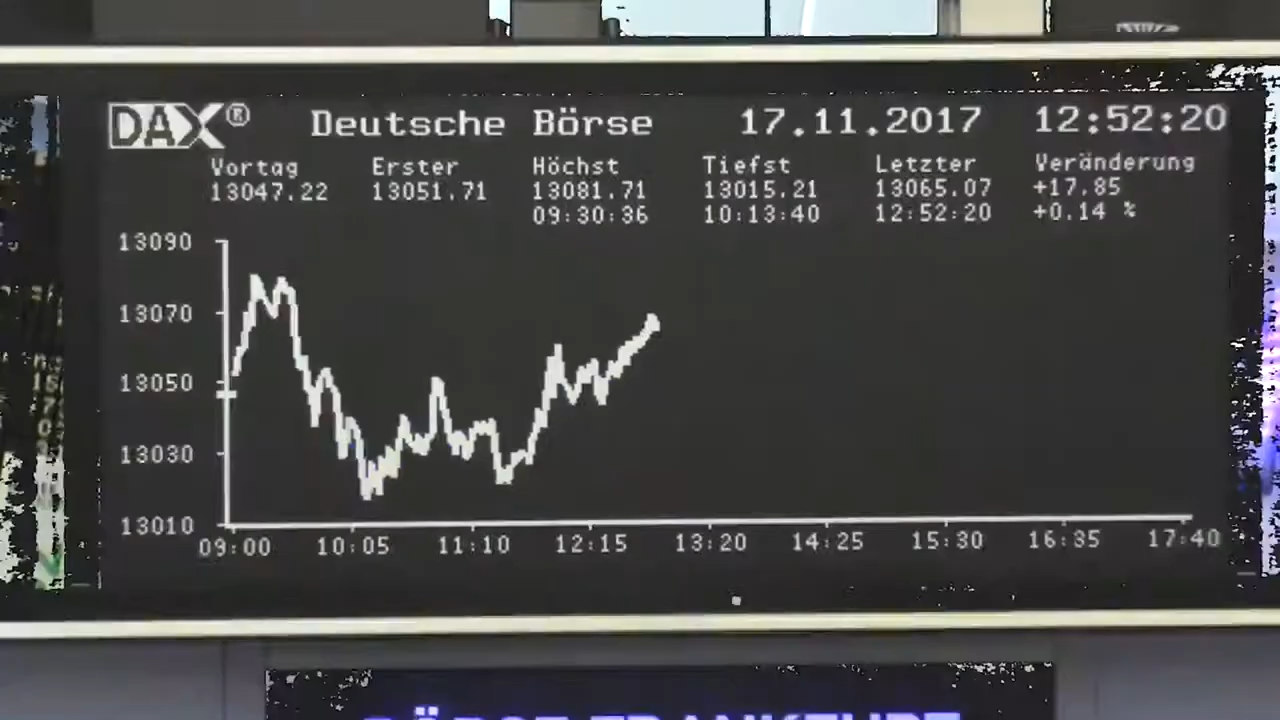 DAX® Deutsche Börse 17.11.2017 12:52:20
Vortag Erster Höchst Tiefst Letzter Veränderung
13047.22 13051.71 13081.71 13015.21 13065.07 +17.85
09:30:36 10:13:40 12:52:20 +0.14 %
13090
13070
13050
13030
13010
09:00 10:05 11:10 12:15 13:20 14:25 15:30 16:35 17:40
BÖRSE FRANKFURT